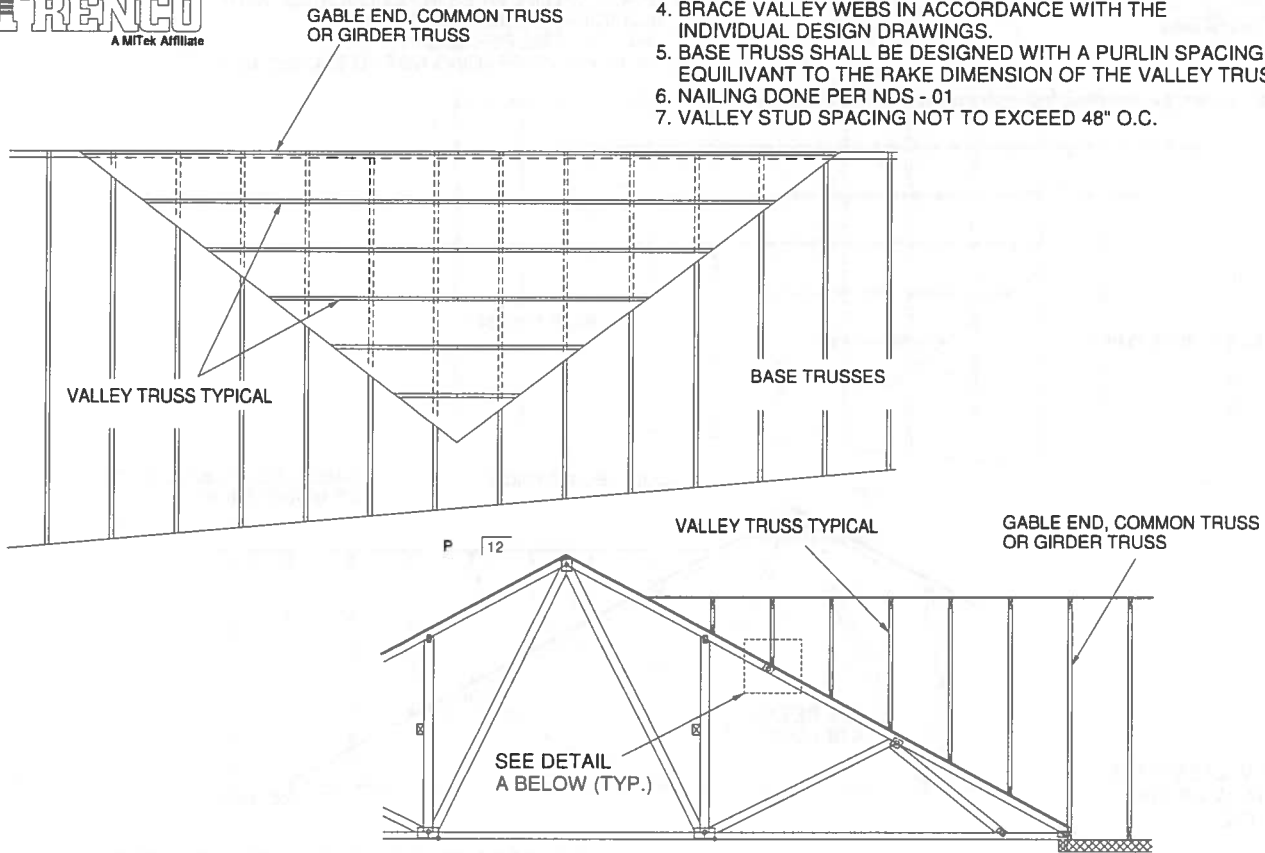 TRENCO
A MiTek Affiliate
GABLE END, COMMON TRUSS
OR GIRDER TRUSS
4. BRACE VALLEY WEBS IN ACCORDANCE WITH THE
INDIVIDUAL DESIGN DRAWINGS.
5. BASE TRUSS SHALL BE DESIGNED WITH A PURLIN SPACING
EQUILIVANT TO THE RAKE DIMENSION OF THE VALLEY TRUS
6. NAILING DONE PER NDS - 01
7. VALLEY STUD SPACING NOT TO EXCEED 48" O.C.
VALLEY TRUSS TYPICAL
BASE TRUSSES
P 12
VALLEY TRUSS TYPICAL
GABLE END, COMMON TRUSS
OR GIRDER TRUSS
SEE DETAIL
A BELOW (TYP.)